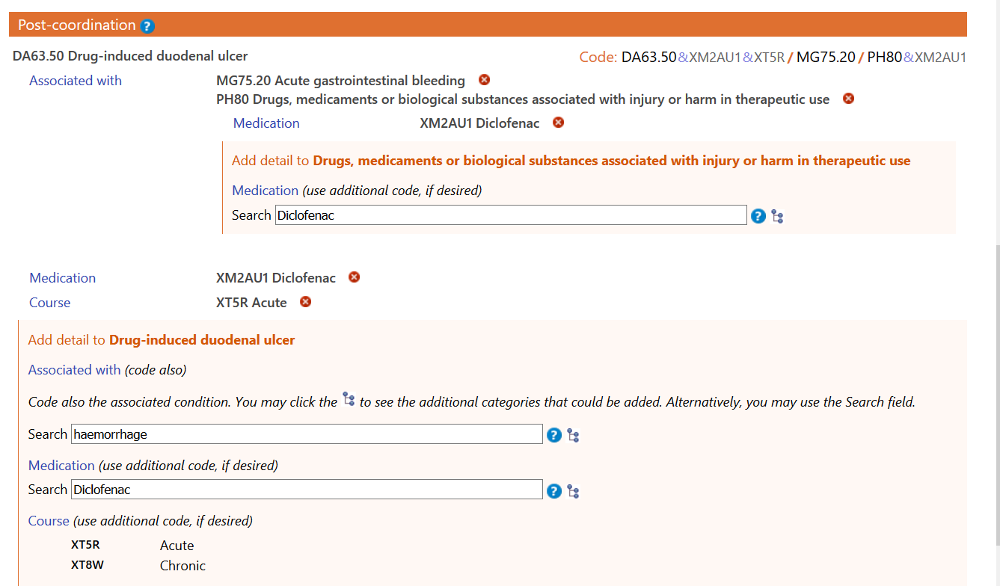 Post-coordination ?
DA63.50 Drug-induced duodenal ulcer Code: DA63.50&XM2AU1&XT5R / MG75.20 / PH80&XM2AU1
Associated with MG75.20 Acute gastrointestinal bleeding
PH80 Drugs, medicaments or biological substances associated with injury or harm in therapeutic use
Medication XM2AU1 Diclofenac
Add detail to Drugs, medicaments or biological substances associated with injury or harm in therapeutic use
Medication (use additional code, if desired)
Search Diclofenac ?
Medication XM2AU1 Diclofenac
Course XT5R Acute
Add detail to Drug-induced duodenal ulcer
Associated with (code also)
Code also the associated condition. You may click the to see the additional categories that could be added. Alternatively, you may use the Search field.
Search haemorrhage ?
Medication (use additional code, if desired)
Search Diclofenac ?
Course (use additional code, if desired)
XT5R Acute
XT8W Chronic